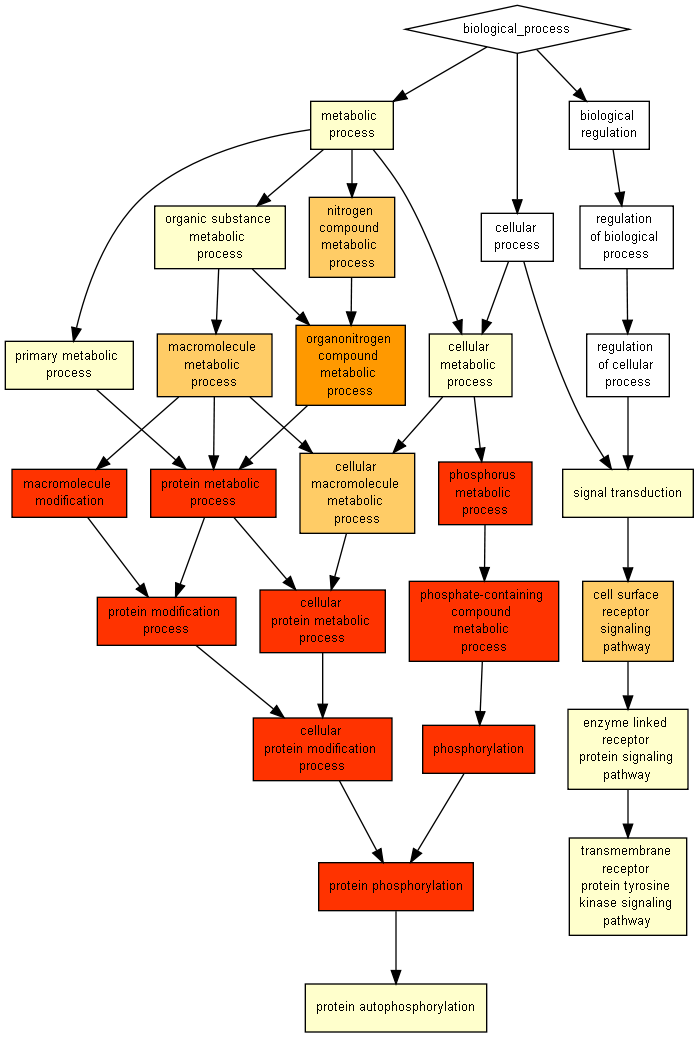 biological_process
metabolic
process
biological
regulation
organic substance
metabolic
process
nitrogen
compound
metabolic
process
cellular
process
regulation
of biological
process
primary metabolic
process
macromolecule
metabolic
process
organonitrogen
compound
metabolic
process
cellular
metabolic
process
regulation
of cellular
process
macromolecule
modification
protein metabolic
process
cellular
macromolecule
metabolic
process
phosphorus
metabolic
process
signal transduction
protein modification
process
cellular
protein metabolic
process
phosphate-containing
compound
metabolic
process
cell surface
receptor
signaling
pathway
cellular
protein modification
process
phosphorylation
enzyme linked
receptor
protein signaling
pathway
protein phosphorylation
transmembrane
receptor
protein tyrosine
kinase signaling
pathway
protein autophosphorylation